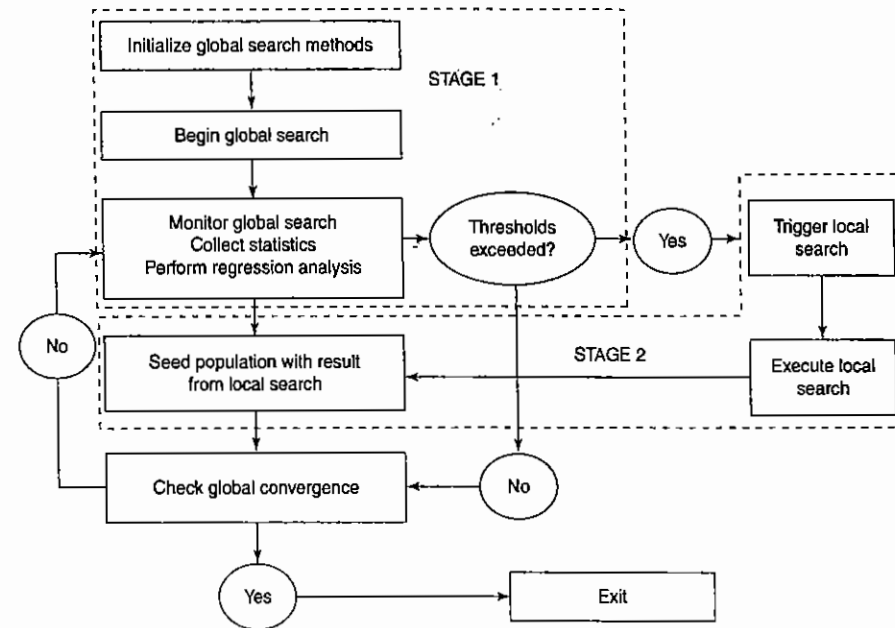 Initialize global search methods
STAGE 1
Begin global search
Monitor global search
Collect statistics
Perform regression analysis
Thresholds
exceeded?
Yes
Trigger local
search
No
Seed population with result
from local search
STAGE 2
Execute local
search
Check global convergence
No
Yes
Exit